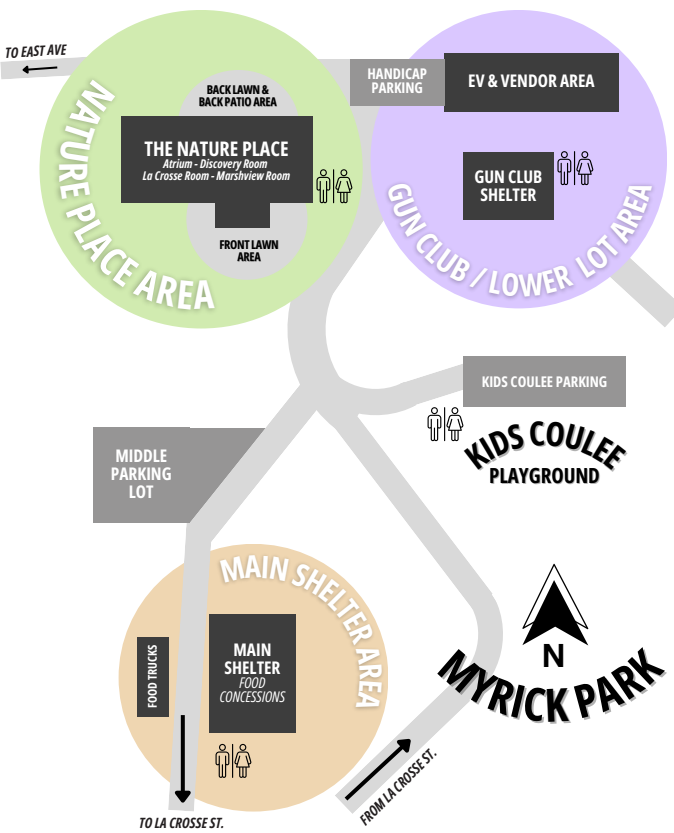 TO EAST AVE
HANDICAP
PARKING
EV & VENDOR AREA
BACK LAWN &
BACK PATIO AREA
THE NATURE PLACE
Atrium - Discovery Room
La Crosse Room - Marshview Room
FRONT LAWN
AREA
NATURE PLACE AREA
GUN CLUB
SHELTER
GUN CLUB / LOWER LOT AREA
KIDS COULEE PARKING
KIDS COULEE
PLAYGROUND
MIDDLE
PARKING
LOT
MAIN SHELTER AREA
FOOD TRUCKS
MAIN
SHELTER
FOOD
CONCESSIONS
N
MYRICK PARK
FROM LA CROSSE ST.
TO LA CROSSE ST.